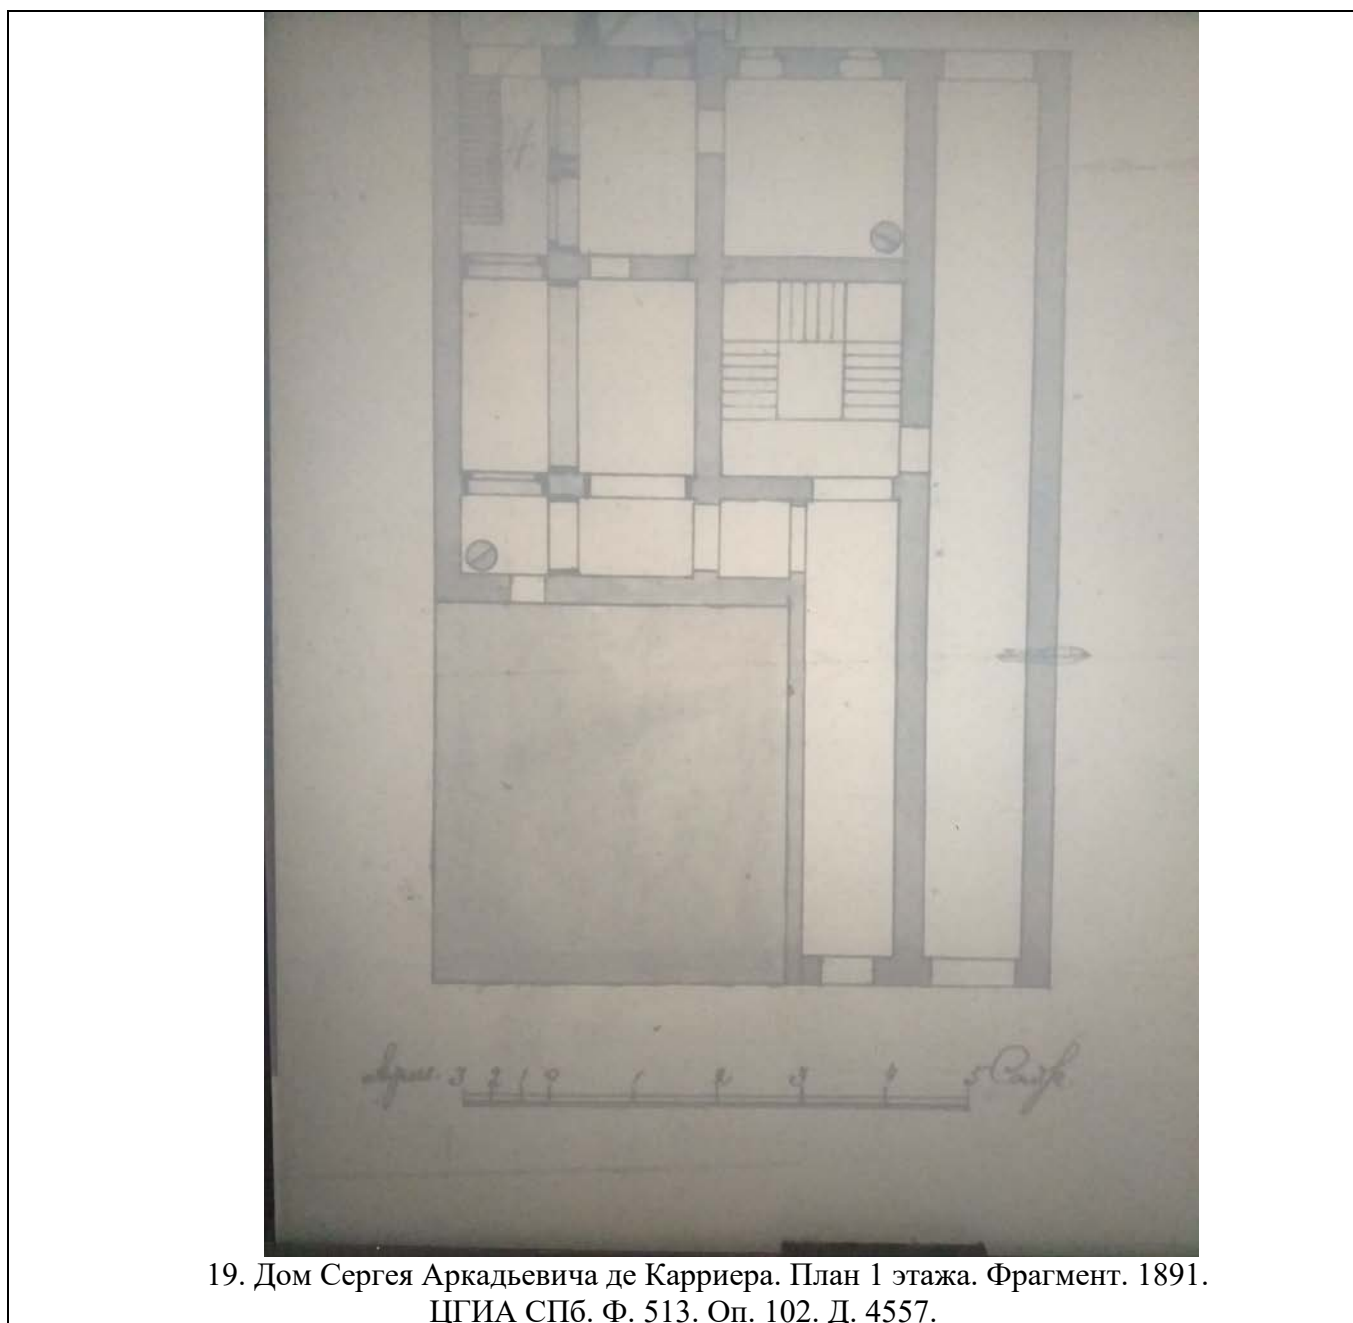 4
Арш. 3 2 1 0 1 2 3 4 5 Саж.
19. Дом Сергея Аркадьевича де Карриера. План 1 этажа. Фрагмент. 1891.
ЦГИА СПб. Ф. 513. Оп. 102. Д. 4557.